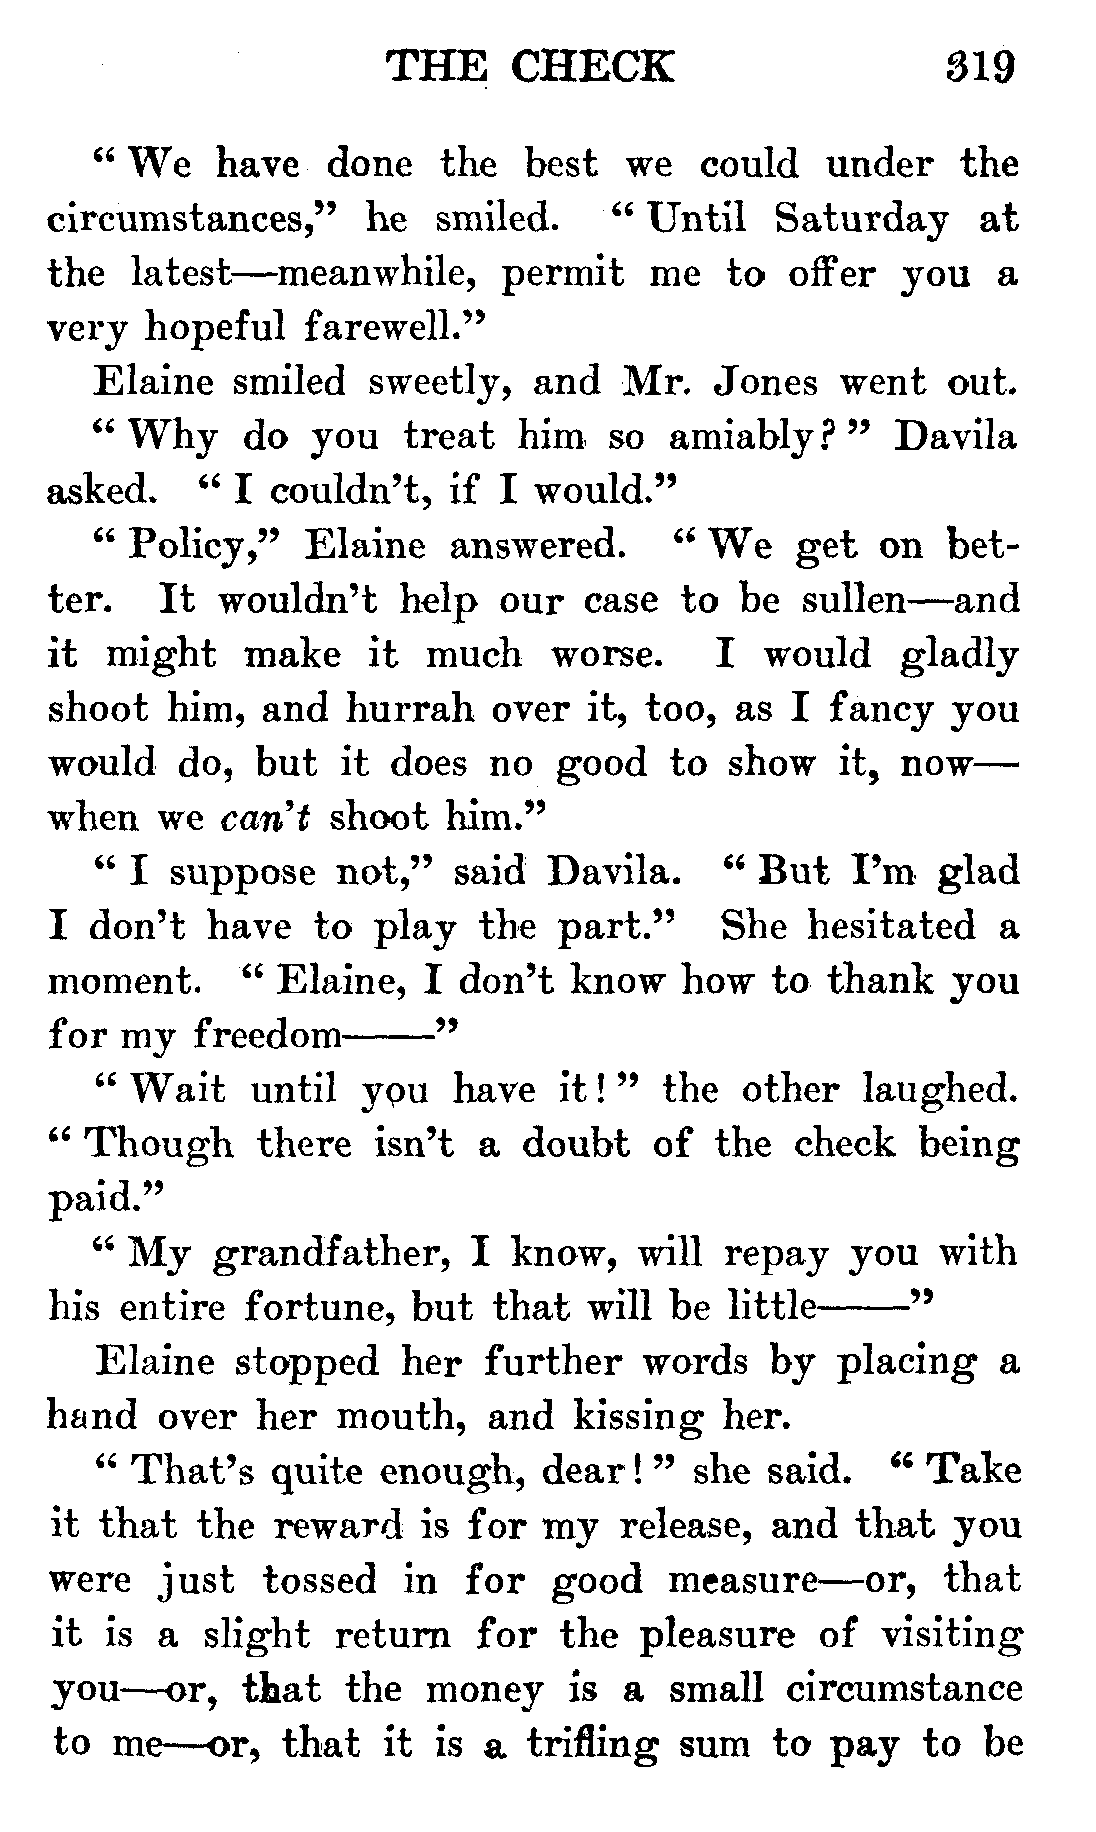 THE CHECK 319
" We have done the best we could under the
circumstances," he smiled. " Until Saturday at
the latest—meanwhile, permit me to offer you a
very hopeful farewell."
Elaine smiled sweetly, and Mr. Jones went out.
" Why do you treat him so amiably? " Davila
asked. " I couldn't, if I would."
" Policy," Elaine answered. " We get on bet-
ter. It wouldn't help our case to be sullen—and
it might make it much worse. I would gladly
shoot him, and hurrah over it, too, as I fancy you
would do, but it does no good to show it, now—
when we can't shoot him."
" I suppose not," said Davila. " But I'm glad
I don't have to play the part." She hesitated a
moment. " Elaine, I don't know how to thank you
for my freedom——"
" Wait until you have it! " the other laughed.
" Though there isn't a doubt of the check being
paid."
" My grandfather, I know, will repay you with
his entire fortune, but that will be little——"
Elaine stopped her further words by placing a
hand over her mouth, and kissing her.
" That's quite enough, dear! " she said. " Take
it that the reward is for my release, and that you
were just tossed in for good measure—or, that
it is a slight return for the pleasure of visiting
you—or, that the money is a small circumstance
to me—or, that it is a trifling sum to pay to be